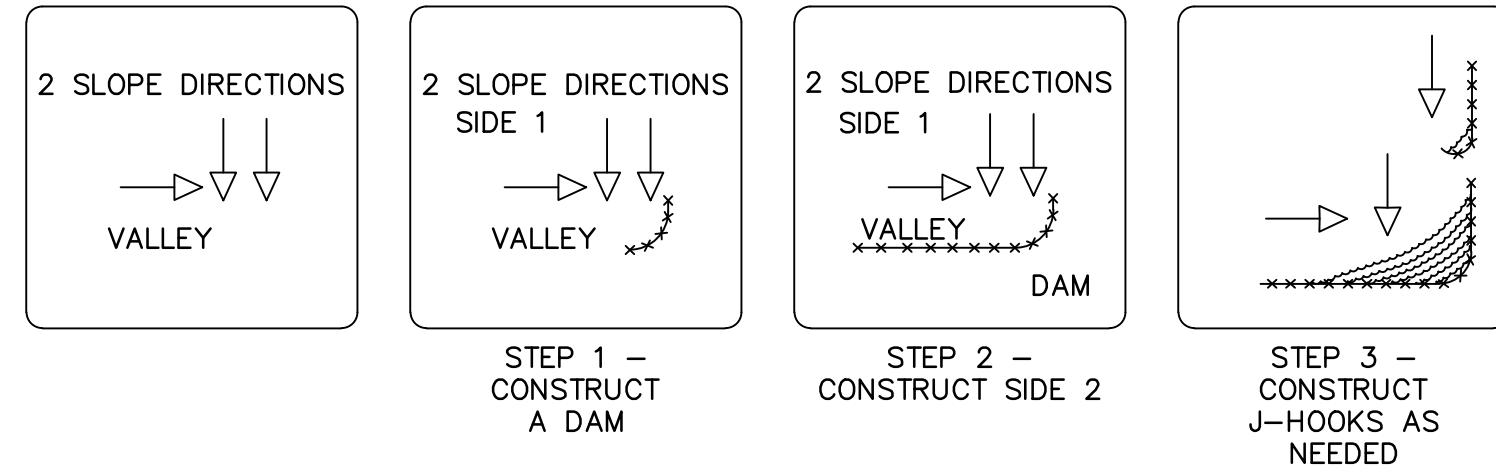 2 SLOPE DIRECTIONS
VALLEY
2 SLOPE DIRECTIONS
SIDE 1
VALLEY
STEP 1 –
CONSTRUCT
A DAM
2 SLOPE DIRECTIONS
SIDE 1
VALLEY
DAM
STEP 2 –
CONSTRUCT SIDE 2
STEP 3 –
CONSTRUCT
J–HOOKS AS
NEEDED